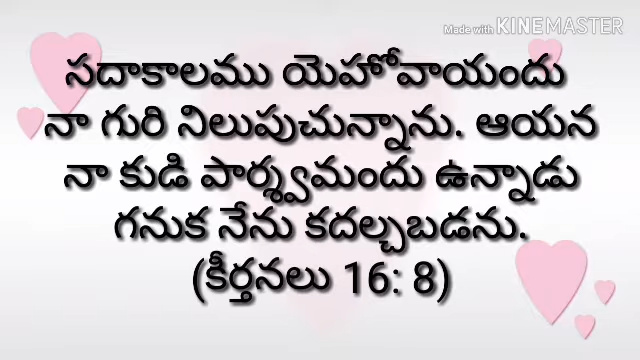 Made with KINEMASTER
సదాకాలము యెహోవాయందు
నా గురి నిలుపుచున్నాను. ఆయన
నా కుడి పార్శ్వమందు ఉన్నాడు
గనుక నేను కదల్చబడను.
(కీర్తనలు 16: 8)